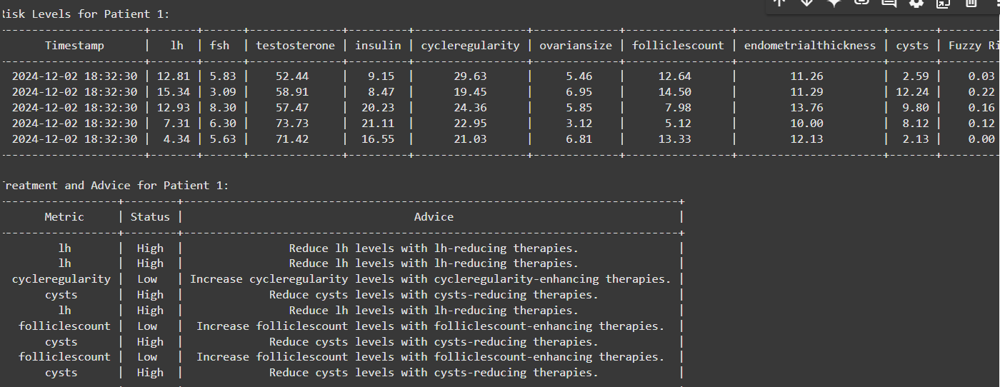 Risk Levels for Patient 1:
Timestamp | lh | fsh | testosterone | insulin | cycleregularity | ovariansize | folliclescount | endometrialthickness | cysts | Fuzzy
2024-12-02 18:32:30 | 12.81 | 5.83 | 52.44 | 9.15 | 29.63 | 5.46 | 12.64 | 11.26 | 2.59 | 0.03
2024-12-02 18:32:30 | 15.34 | 3.09 | 58.91 | 8.47 | 19.45 | 6.95 | 14.50 | 11.29 | 12.24 | 0.22
2024-12-02 18:32:30 | 12.93 | 8.30 | 57.47 | 20.23 | 24.36 | 5.85 | 7.98 | 13.76 | 9.80 | 0.16
2024-12-02 18:32:30 | 7.31 | 6.30 | 73.73 | 21.11 | 22.95 | 3.12 | 5.12 | 10.00 | 8.12 | 0.12
2024-12-02 18:32:30 | 4.34 | 5.63 | 71.42 | 16.55 | 21.03 | 6.81 | 13.33 | 12.13 | 2.13 | 0.00
Treatment and Advice for Patient 1:
Metric | Status | Advice |
lh | High | Reduce lh levels with lh-reducing therapies. |
lh | High | Reduce lh levels with lh-reducing therapies. |
cycleregularity | Low | Increase cycleregularity levels with cycleregularity-enhancing therapies. |
cysts | High | Reduce cysts levels with cysts-reducing therapies. |
lh | High | Reduce lh levels with lh-reducing therapies. |
folliclescount | Low | Increase folliclescount levels with folliclescount-enhancing therapies. |
cysts | High | Reduce cysts levels with cysts-reducing therapies. |
folliclescount | Low | Increase folliclescount levels with folliclescount-enhancing therapies. |
cysts | High | Reduce cysts levels with cysts-reducing therapies. |